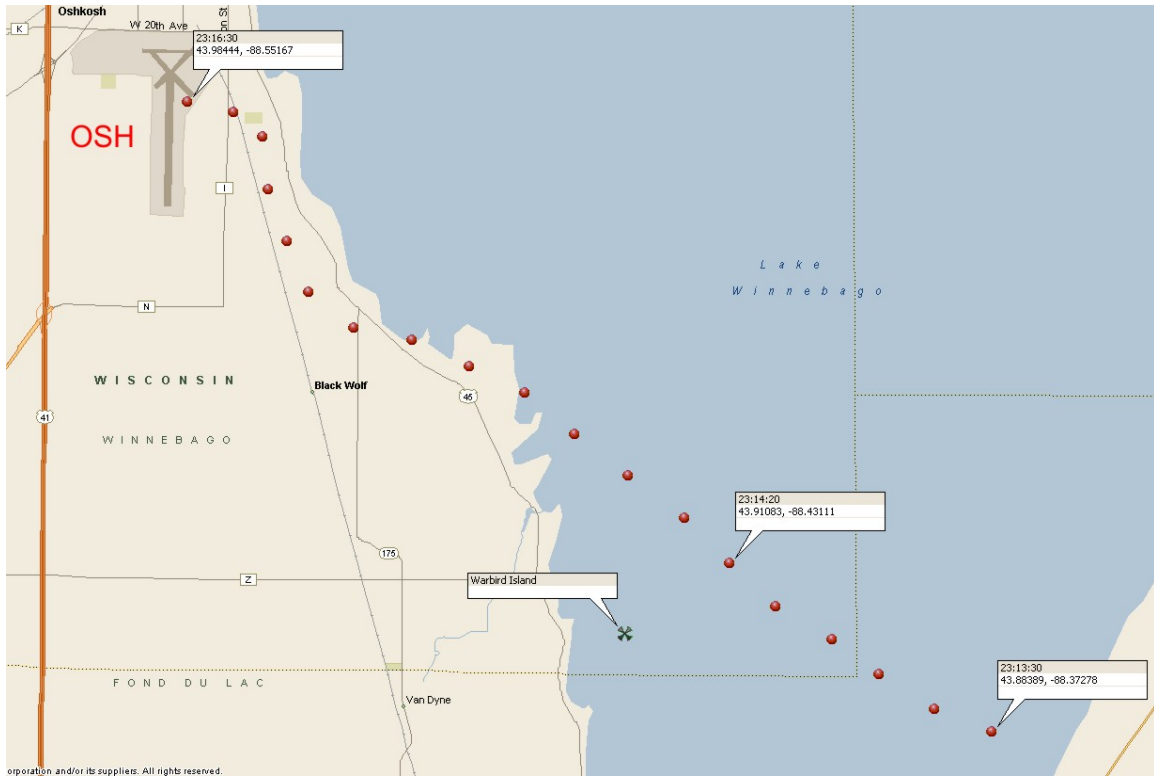 Oshkosh
K
W 20th Ave
on St
23:16:30
43.98444, -88.55167
OSH
I
Lake
Winnebago
N
WISCONSIN
Black Wolf
45
41
WINNEBAGO
23:14:20
43.91083, -88.43111
175
Z
Warbird Island
23:13:30
43.88389, -88.37278
FOND DU LAC
Van Dyne
orporation and/or its suppliers. All rights reserved.